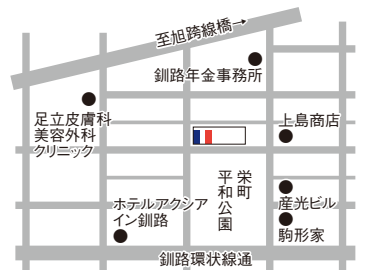 至旭跨線橋→
釧路年金事務所
足立皮膚科
美容外科
クリニック
上島商店
栄町
平和公園
産光ビル
駒形家
ホテルアクシア
イン釧路
釧路環状線通